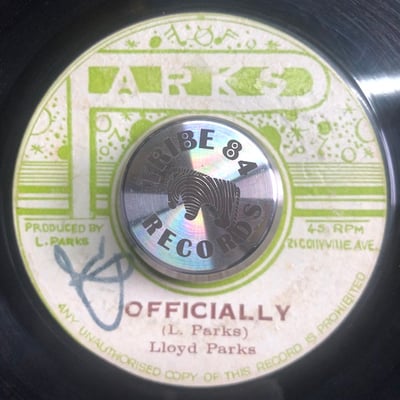 PARKS
TRIBE 84
RECORDS
PRODUCED BY
L. PARKS
45 RPM
21 COLLYVILLE AVE.
OFFICIALLY
(L. Parks)
Lloyd Parks
ANY UNAUTHORISED COPY OF THIS RECORD IS PROHIBITED